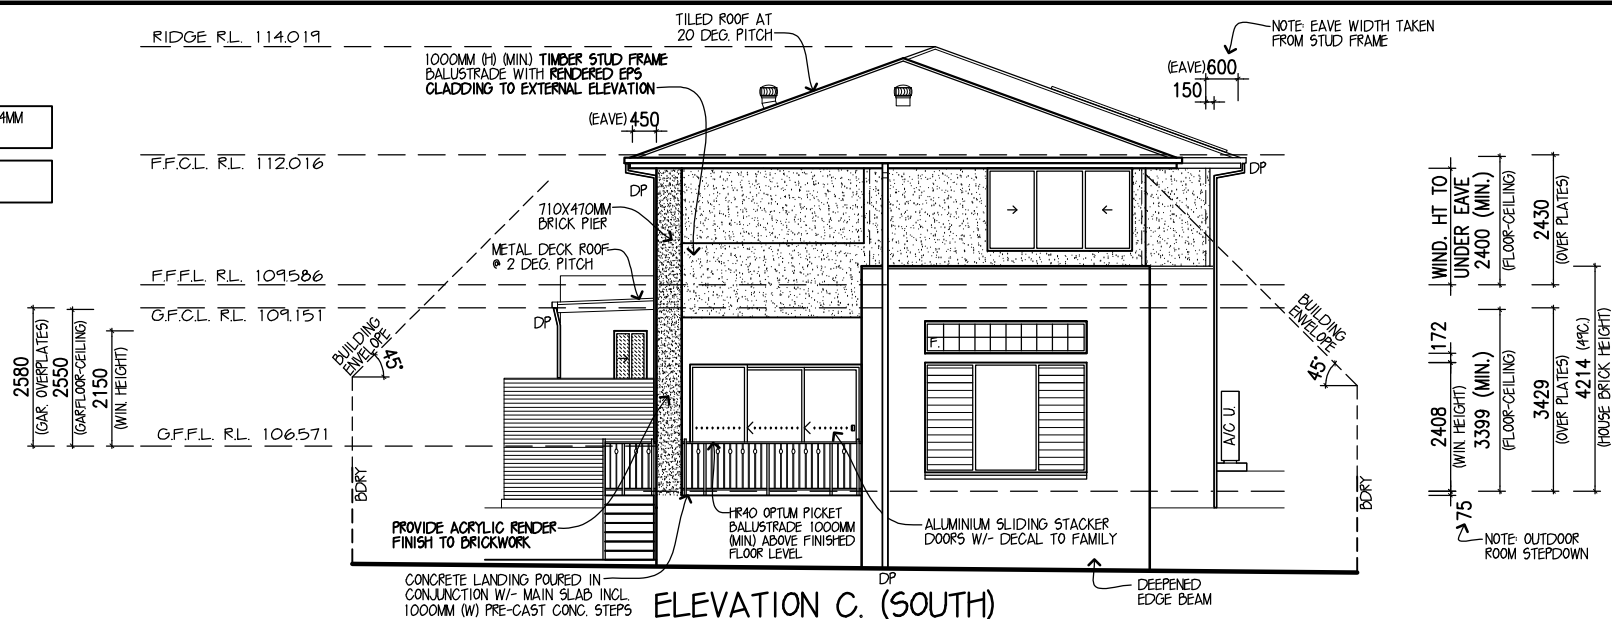 4MM
RIDGE R.L. 114.019
F.F.C.L. R.L. 112.016
F.F.F.L. R.L. 109.586
G.F.C.L. R.L. 109.151
G.F.F.L. R.L. 106.571
2580
(GAR. OVERPLATES)
2550
(GARFLOOR-CEILING)
2150
(WIN. HEIGHT)
TILED ROOF AT
20 DEG. PITCH
1000MM (H) (MIN) TIMBER STUD FRAME
BALUSTRADE WITH RENDERED EPS
CLADDING TO EXTERNAL ELEVATION
(EAVE) 450
DP
710X470MM
BRICK PIER
METAL DECK ROOF
@ 2 DEG. PITCH
DP
BUILDING
ENVELOPE
45°
BDRY
PROVIDE ACRYLIC RENDER
FINISH TO BRICKWORK
CONCRETE LANDING POURED IN
CONJUNCTION W/- MAIN SLAB INCL.
1000MM (W) PRE-CAST CONC. STEPS
HR40 OPTUM PICKET
BALUSTRADE 1000MM
(MIN) ABOVE FINISHED
FLOOR LEVEL
ALUMINIUM SLIDING STACKER
DOORS W/- DECAL TO FAMILY
F.
DP
DEEPENED
EDGE BEAM
ELEVATION C. (SOUTH)
NOTE: EAVE WIDTH TAKEN
FROM STUD FRAME
(EAVE) 600
150
DP
BUILDING
ENVELOPE
45°
A/C U.
BDRY
WIND. HT TO
UNDER EAVE
2400 (MIN.)
(FLOOR-CEILING)
2430
(OVER PLATES)
172
2408
(WIN. HEIGHT)
3399 (MIN.)
(FLOOR-CEILING)
3429
(OVER PLATES)
4214 (49C.)
(HOUSE BRICK HEIGHT)
75
NOTE: OUTDOOR
ROOM STEPDOWN